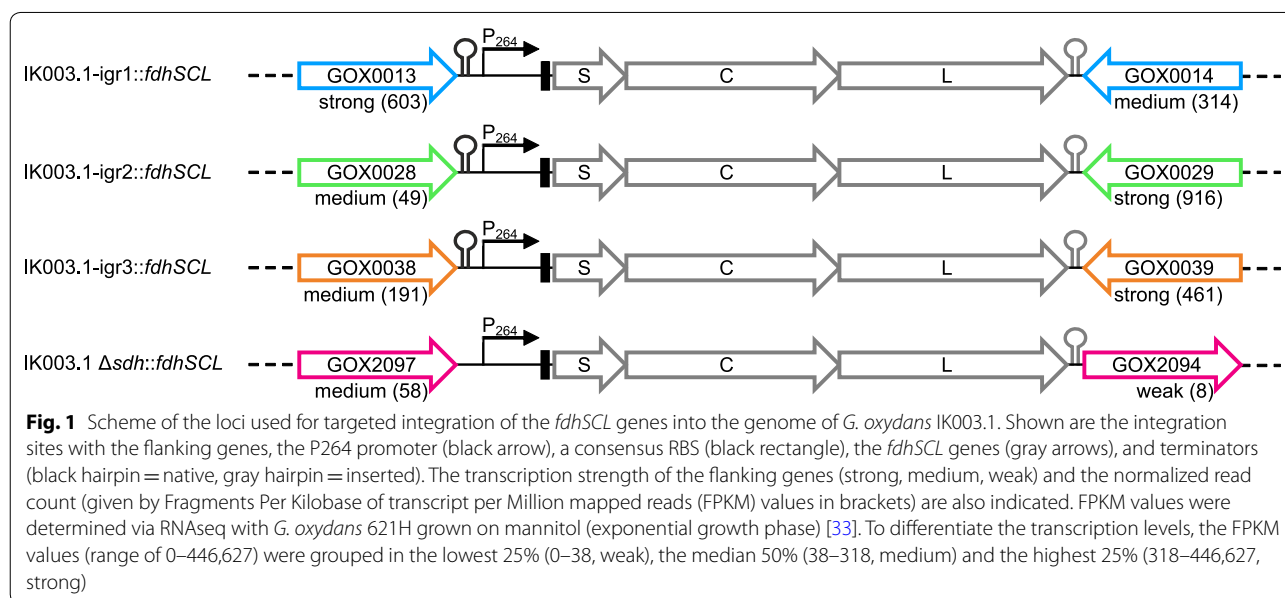 P264
IK003.1-igr1::fdhSCL GOX0013 S C L GOX0014
strong (603) medium (314)
P264
IK003.1-igr2::fdhSCL GOX0028 S C L GOX0029
medium (49) strong (916)
P264
IK003.1-igr3::fdhSCL GOX0038 S C L GOX0039
medium (191) strong (461)
P264
IK003.1 Δsdh::fdhSCL GOX2097 S C L GOX2094
medium (58) weak (8)
Fig. 1 Scheme of the loci used for targeted integration of the fdhSCL genes into the genome of G. oxydans IK003.1. Shown are the integration
sites with the flanking genes, the P264 promoter (black arrow), a consensus RBS (black rectangle), the fdhSCL genes (gray arrows), and terminators
(black hairpin = native, gray hairpin = inserted). The transcription strength of the flanking genes (strong, medium, weak) and the normalized read
count (given by Fragments Per Kilobase of transcript per Million mapped reads (FPKM) values in brackets) are also indicated. FPKM values were
determined via RNAseq with G. oxydans 621H grown on mannitol (exponential growth phase) [33]. To differentiate the transcription levels, the FPKM
values (range of 0–446,627) were grouped in the lowest 25% (0–38, weak), the median 50% (38–318, medium) and the highest 25% (318–446,627,
strong)